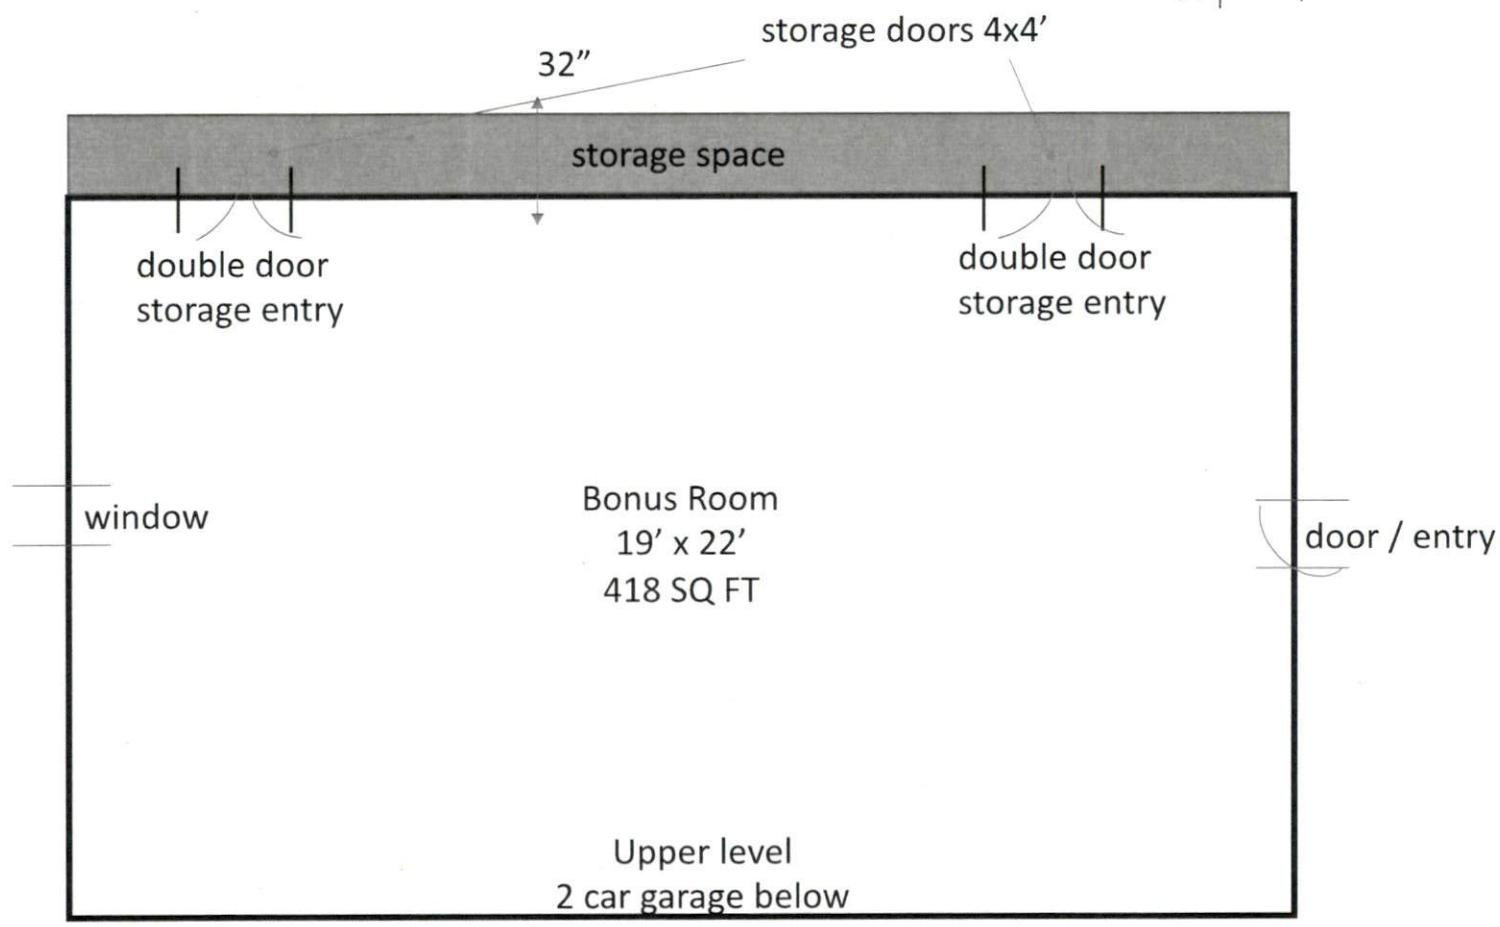 storage doors 4x4’
32”
storage space
double door
storage entry
double door
storage entry
window
Bonus Room
19’ x 22’
418 SQ FT
door / entry
Upper level
2 car garage below